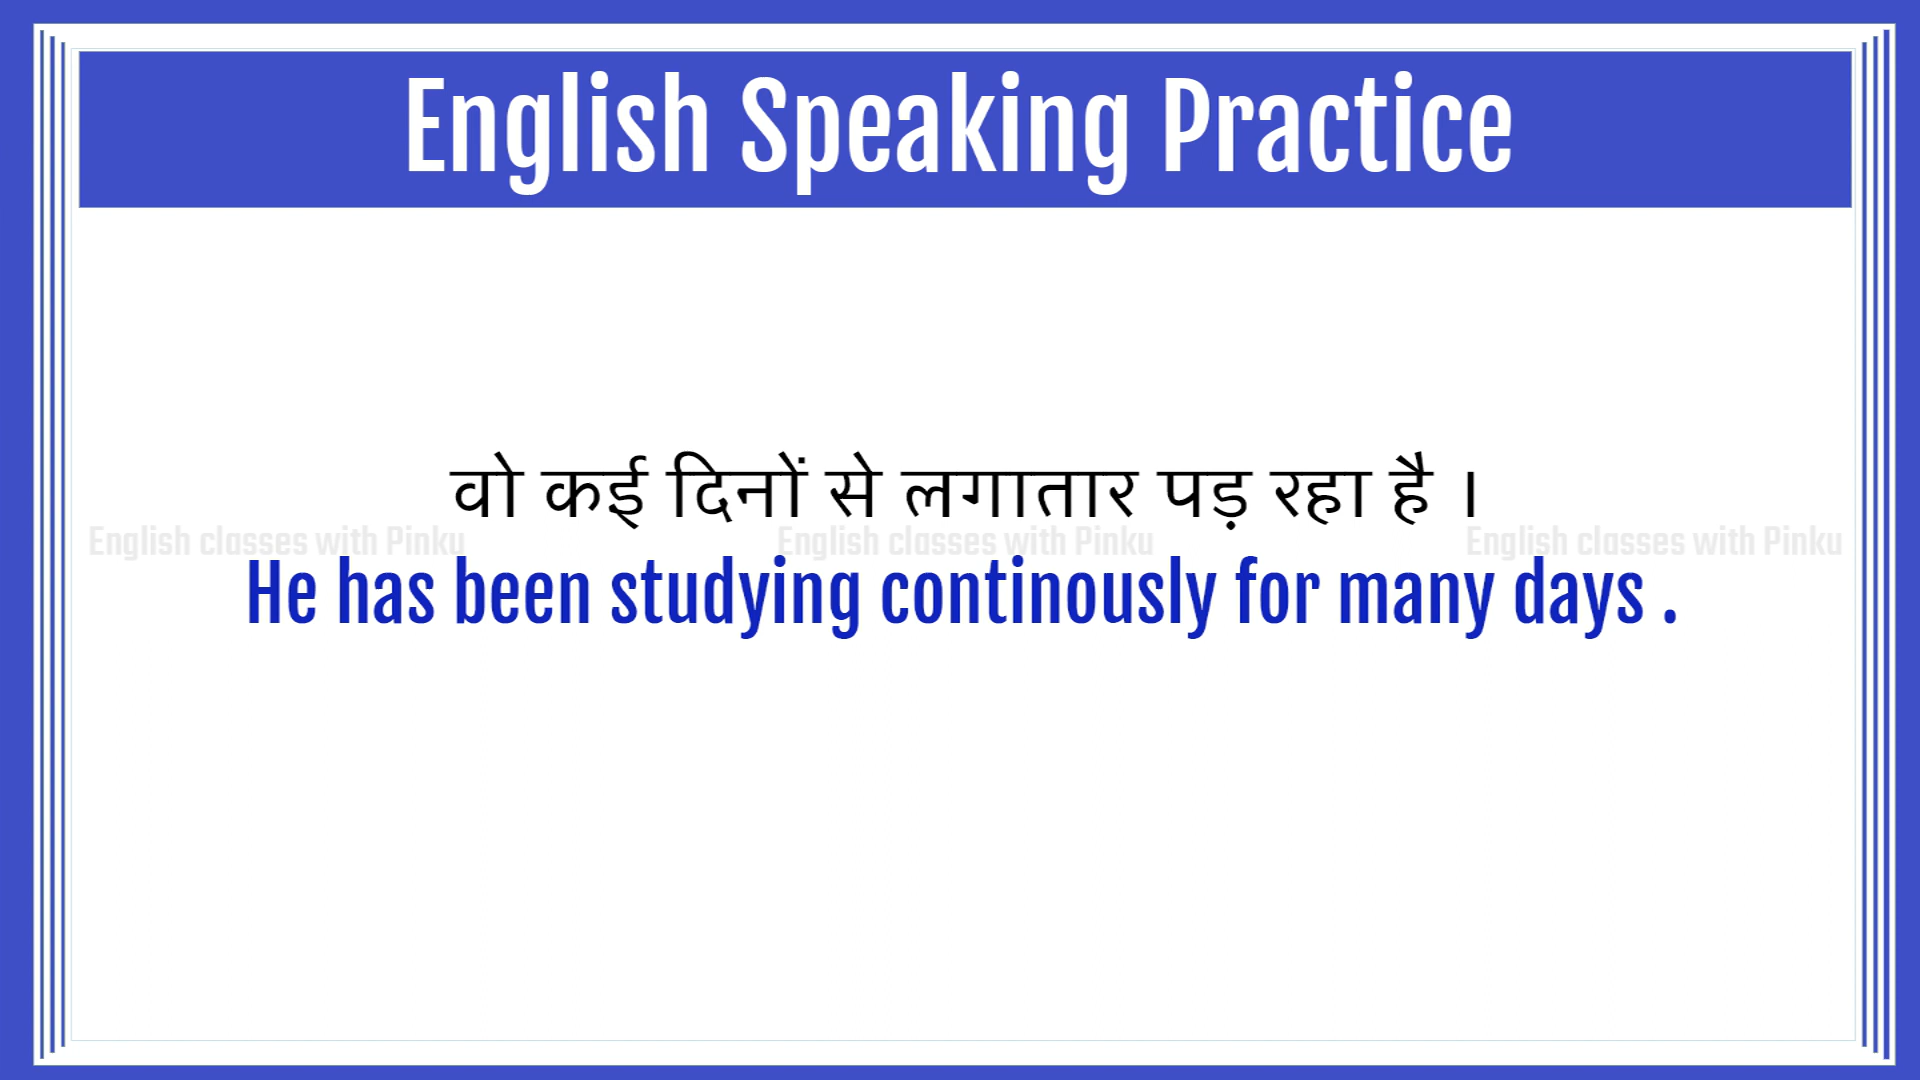 English Speaking Practice
वो कई दिनों से लगातार पड़ रहा है ।
English classes with Pinku English classes with Pinku English classes with Pinku
He has been studying continously for many days .